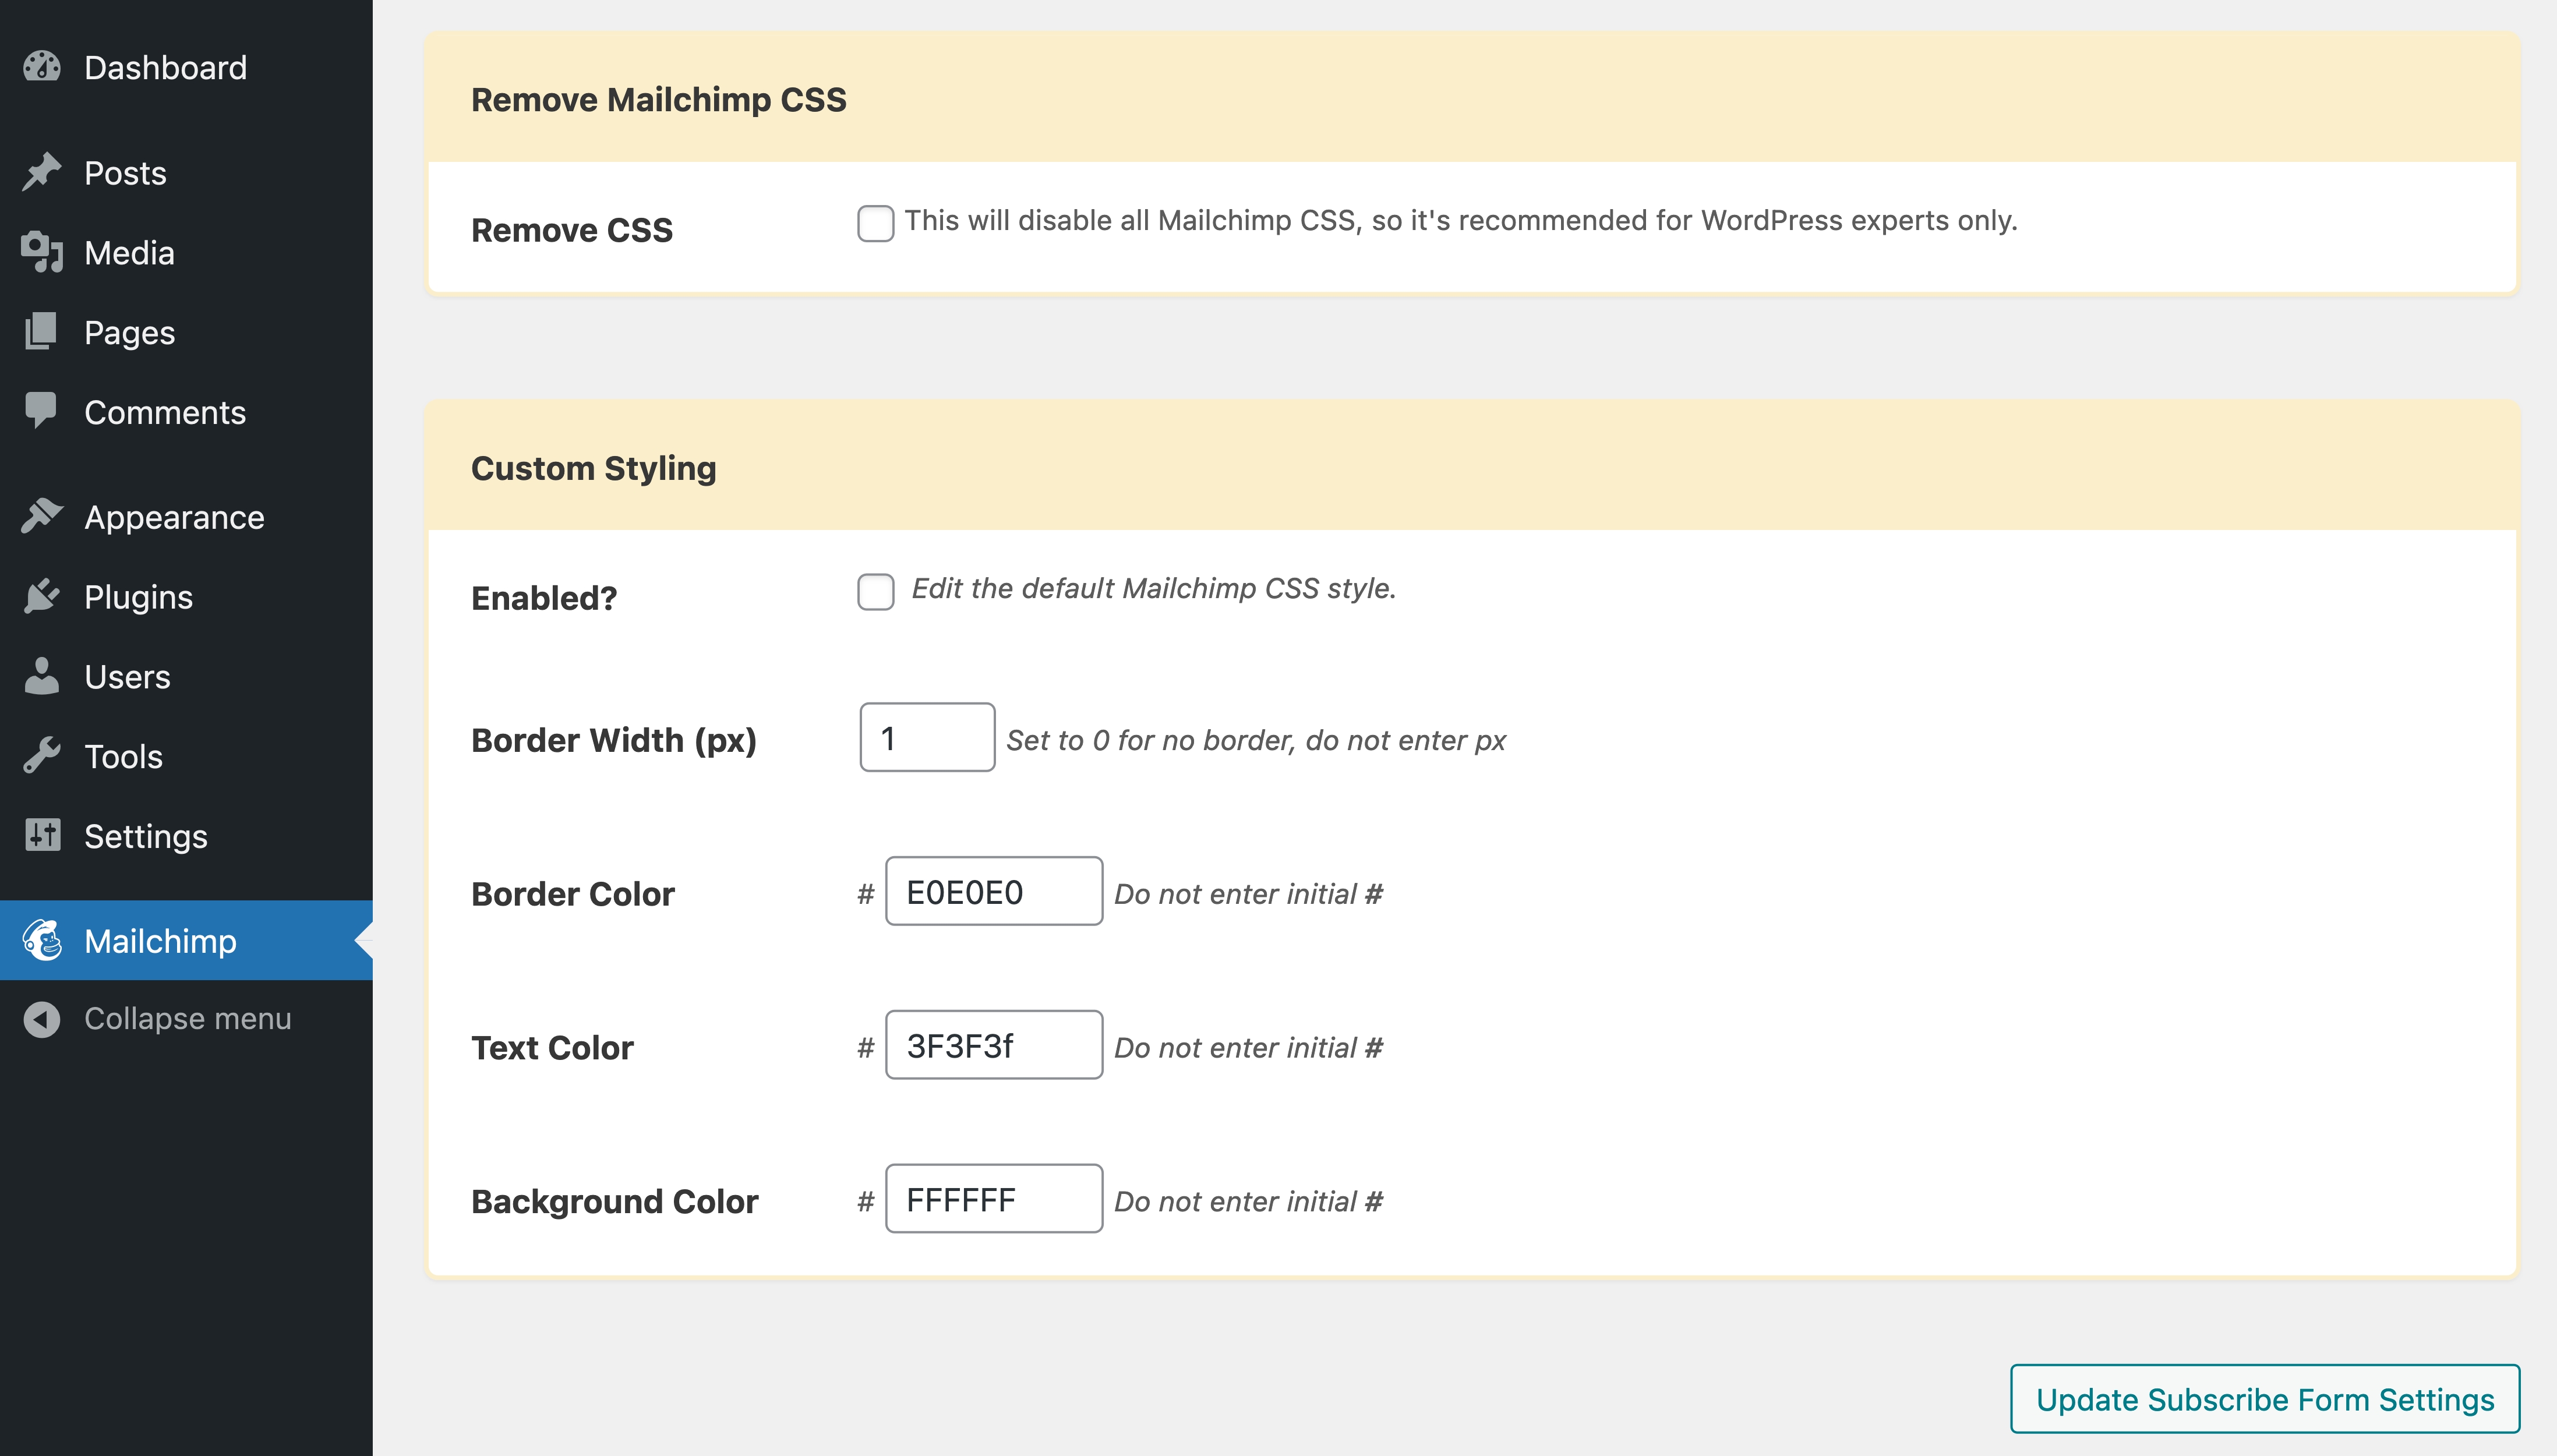 Dashboard
Posts
Media
Pages
Comments
Appearance
Plugins
Users
Tools
Settings
Mailchimp
Collapse menu
Remove Mailchimp CSS
Remove CSS This will disable all Mailchimp CSS, so it's recommended for WordPress experts only.
Custom Styling
Enabled? Edit the default Mailchimp CSS style.
Border Width (px) 1 Set to 0 for no border, do not enter px
Border Color # E0E0E0 Do not enter initial #
Text Color # 3F3F3f Do not enter initial #
Background Color # FFFFFF Do not enter initial #
Update Subscribe Form Settings